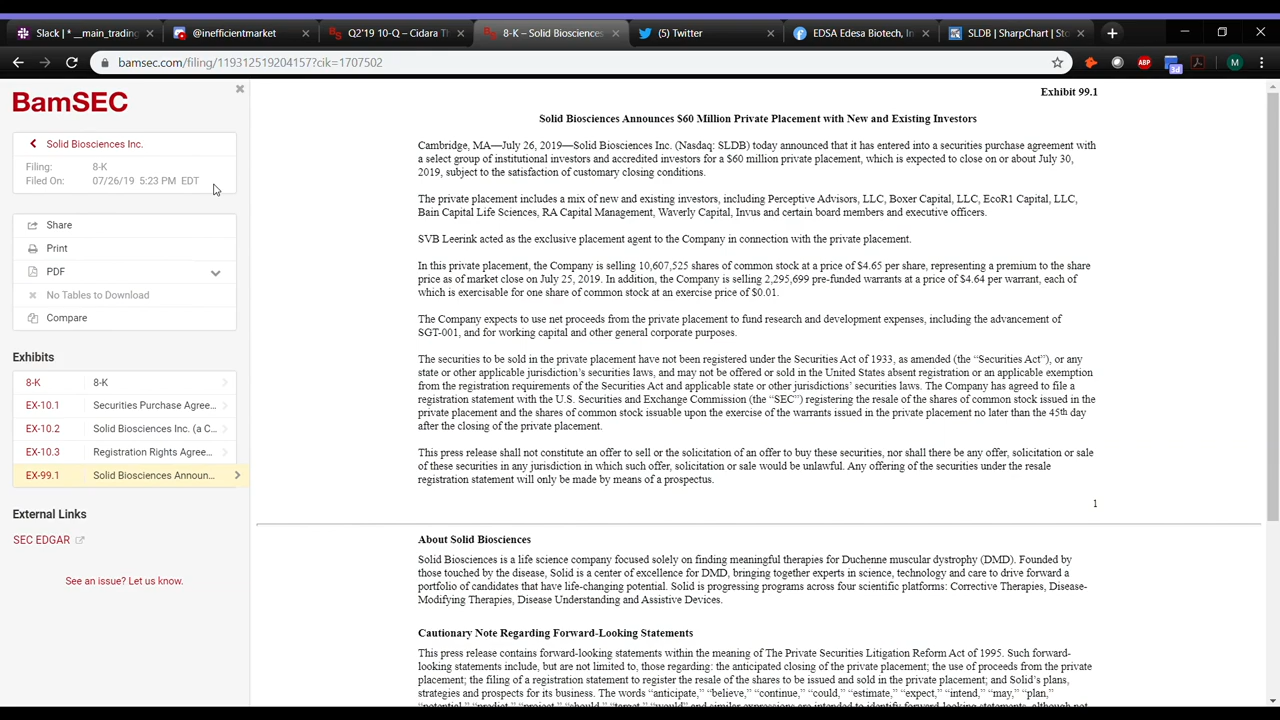 Slack | * __main_trading
@inefficientmarket
Q2'19 10-Q – Cidara Th
8-K – Solid Biosciences
(5) Twitter
EDSA Edesa Biotech, In
SLDB | SharpChart | Sto
bamsec.com/filing/119312519204157?cik=1707502
ABP
3d
M
BamSEC
Solid Biosciences Inc.
Filing: 8-K
Filed On: 07/26/19 5:23 PM EDT
Share
Print
PDF
No Tables to Download
Compare
Exhibits
8-K 8-K
EX-10.1 Securities Purchase Agree...
EX-10.2 Solid Biosciences Inc. (a C...
EX-10.3 Registration Rights Agree...
EX-99.1 Solid Biosciences Announ...
External Links
SEC EDGAR
See an issue? Let us know.
Exhibit 99.1
Solid Biosciences Announces $60 Million Private Placement with New and Existing Investors
Cambridge, MA—July 26, 2019—Solid Biosciences Inc. (Nasdaq: SLDB) today announced that it has entered into a securities purchase agreement with
a select group of institutional investors and accredited investors for a $60 million private placement, which is expected to close on or about July 30,
2019, subject to the satisfaction of customary closing conditions.
The private placement includes a mix of new and existing investors, including Perceptive Advisors, LLC, Boxer Capital, LLC, EcoR1 Capital, LLC,
Bain Capital Life Sciences, RA Capital Management, Waverly Capital, Invus and certain board members and executive officers.
SVB Leerink acted as the exclusive placement agent to the Company in connection with the private placement.
In this private placement, the Company is selling 10,607,525 shares of common stock at a price of $4.65 per share, representing a premium to the share
price as of market close on July 25, 2019. In addition, the Company is selling 2,295,699 pre-funded warrants at a price of $4.64 per warrant, each of
which is exercisable for one share of common stock at an exercise price of $0.01.
The Company expects to use net proceeds from the private placement to fund research and development expenses, including the advancement of
SGT-001, and for working capital and other general corporate purposes.
The securities to be sold in the private placement have not been registered under the Securities Act of 1933, as amended (the “Securities Act”), or any
state or other applicable jurisdiction’s securities laws, and may not be offered or sold in the United States absent registration or an applicable exemption
from the registration requirements of the Securities Act and applicable state or other jurisdictions’ securities laws. The Company has agreed to file a
registration statement with the U.S. Securities and Exchange Commission (the “SEC”) registering the resale of the shares of common stock issued in the
private placement and the shares of common stock issuable upon the exercise of the warrants issued in the private placement no later than the 45th day
after the closing of the private placement.
This press release shall not constitute an offer to sell or the solicitation of an offer to buy these securities, nor shall there be any offer, solicitation or sale
of these securities in any jurisdiction in which such offer, solicitation or sale would be unlawful. Any offering of the securities under the resale
registration statement will only be made by means of a prospectus.
1
About Solid Biosciences
Solid Biosciences is a life science company focused solely on finding meaningful therapies for Duchenne muscular dystrophy (DMD). Founded by
those touched by the disease, Solid is a center of excellence for DMD, bringing together experts in science, technology and care to drive forward a
portfolio of candidates that have life-changing potential. Solid is progressing programs across four scientific platforms: Corrective Therapies, Disease-
Modifying Therapies, Disease Understanding and Assistive Devices.
Cautionary Note Regarding Forward-Looking Statements
This press release contains forward-looking statements within the meaning of The Private Securities Litigation Reform Act of 1995. Such forward-
looking statements include, but are not limited to, those regarding: the anticipated closing of the private placement; the use of proceeds from the private
placement; the filing of a registration statement to register the resale of the shares to be issued and sold in the private placement; and Solid’s plans,
strategies and prospects for its business. The words “anticipate,” “believe,” “continue,” “could,” “estimate,” “expect,” “intend,” “may,” “plan,”
“potential,” “predict,” “project,” “should,” “target,” “would” and similar expressions are intended to identify forward-looking statements, although not